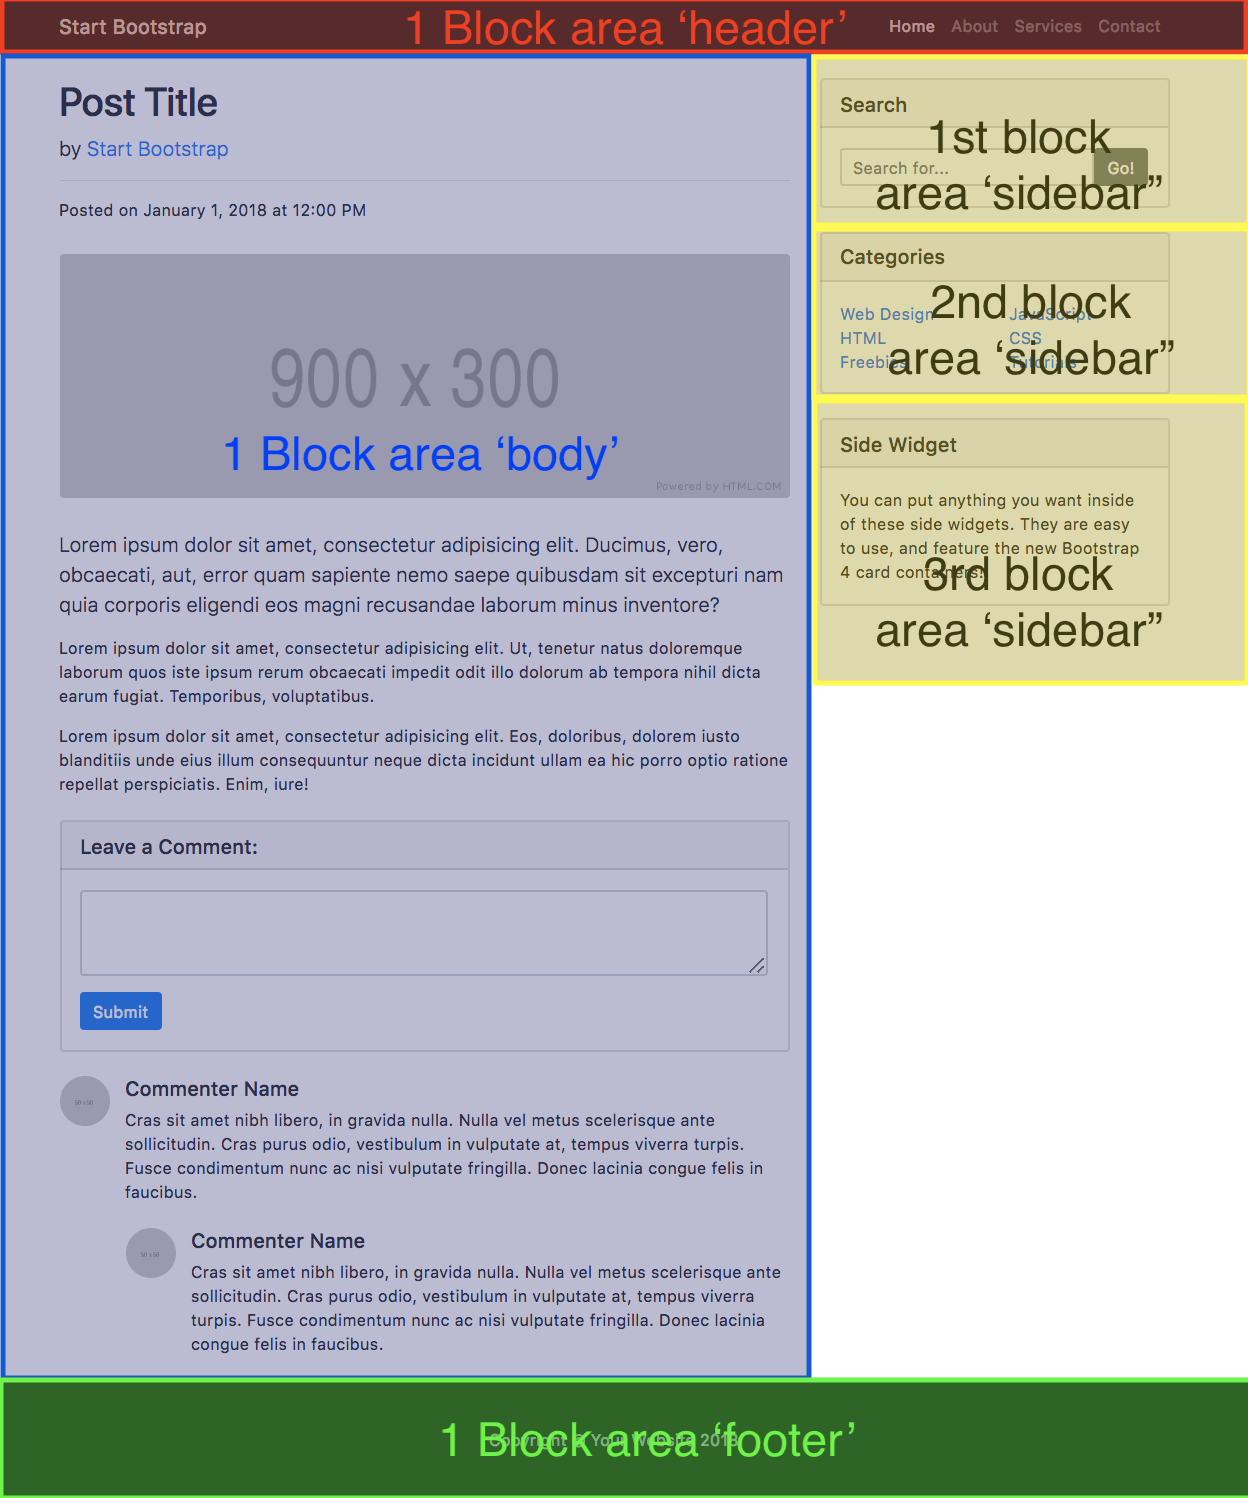 Start Bootstrap
1 Block area ‘header’
Home About Services Contact
Post Title
by Start Bootstrap
Posted on January 1, 2018 at 12:00 PM
900 x 300
1 Block area ‘body’
Powered by HTML.COM
Lorem ipsum dolor sit amet, consectetur adipisicing elit. Ducimus, vero,
obcaecati, aut, error quam sapiente nemo saepe quibusdam sit excepturi nam
quia corporis eligendi eos magni recusandae laborum minus inventore?
Lorem ipsum dolor sit amet, consectetur adipisicing elit. Ut, tenetur natus doloremque
laborum quos iste ipsum rerum obcaecati impedit odit illo dolorum ab tempora nihil dicta
earum fugiat. Temporibus, voluptatibus.
Lorem ipsum dolor sit amet, consectetur adipisicing elit. Eos, doloribus, dolorem iusto
blanditiis unde eius illum consequuntur neque dicta incidunt ullam ea hic porro optio ratione
repellat perspiciatis. Enim, iure!
Leave a Comment:
Submit
50 x 50
Commenter Name
Cras sit amet nibh libero, in gravida nulla. Nulla vel metus scelerisque ante
sollicitudin. Cras purus odio, vestibulum in vulputate at, tempus viverra turpis.
Fusce condimentum nunc ac nisi vulputate fringilla. Donec lacinia congue felis in
faucibus.
50 x 50
Commenter Name
Cras sit amet nibh libero, in gravida nulla. Nulla vel metus scelerisque ante
sollicitudin. Cras purus odio, vestibulum in vulputate at, tempus viverra
turpis. Fusce condimentum nunc ac nisi vulputate fringilla. Donec lacinia
congue felis in faucibus.
Search
1st block
Search for...
Go!
area ‘sidebar”
Categories
2nd block
Web Design JavaScript
HTML CSS
Freebies Tutorials
area ‘sidebar”
Side Widget
You can put anything you want inside
of these side widgets. They are easy
to use, and feature the new Bootstrap
4 card containers!
3rd block
area ‘sidebar”
Copyright © Your Website 2018
1 Block area ‘footer’